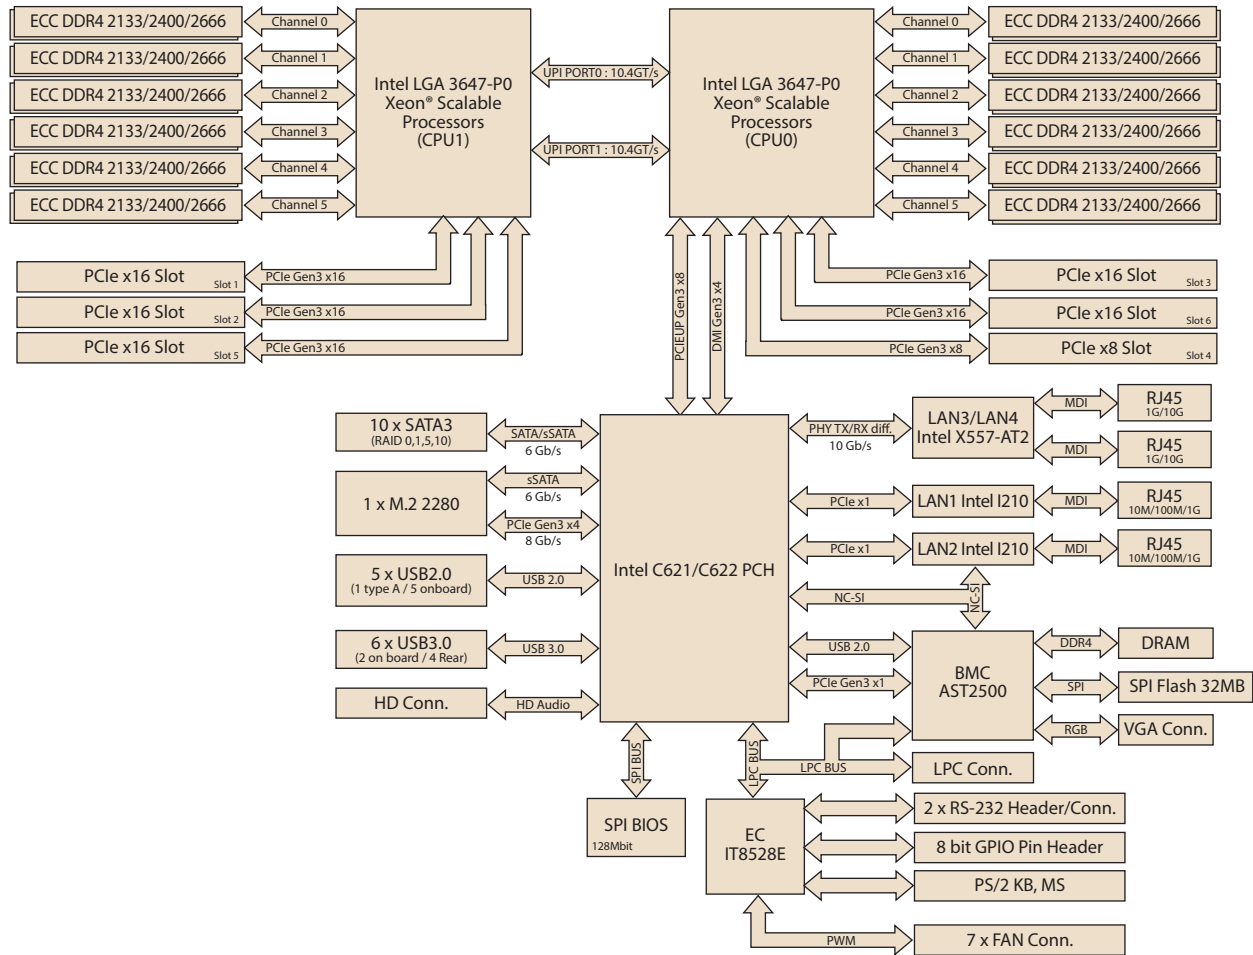 ECC DDR4 2133/2400/2666
Channel 0
ECC DDR4 2133/2400/2666
Channel 1
ECC DDR4 2133/2400/2666
Channel 2
ECC DDR4 2133/2400/2666
Channel 3
ECC DDR4 2133/2400/2666
Channel 4
ECC DDR4 2133/2400/2666
Channel 5
Intel LGA 3647-P0
Xeon® Scalable
Processors
(CPU1)
UPI PORT0 : 10.4GT/s
UPI PORT1 : 10.4GT/s
Intel LGA 3647-P0
Xeon® Scalable
Processors
(CPU0)
Channel 0
ECC DDR4 2133/2400/2666
Channel 1
ECC DDR4 2133/2400/2666
Channel 2
ECC DDR4 2133/2400/2666
Channel 3
ECC DDR4 2133/2400/2666
Channel 4
ECC DDR4 2133/2400/2666
Channel 5
ECC DDR4 2133/2400/2666
PCIe x16 Slot
Slot 1
PCIe Gen3 x16
PCIe x16 Slot
Slot 2
PCIe Gen3 x16
PCIe x16 Slot
Slot 5
PCIe Gen3 x16
PCIEUP Gen3 x8
DMI Gen3 x4
PCIe Gen3 x16
PCIe x16 Slot
Slot 3
PCIe Gen3 x16
PCIe x16 Slot
Slot 6
PCIe Gen3 x8
PCIe x8 Slot
Slot 4
10 x SATA3
(RAID 0,1,5,10)
SATA/sSATA
6 Gb/s
1 x M.2 2280
sSATA
6 Gb/s
PCIe Gen3 x4
8 Gb/s
5 x USB2.0
(1 type A / 5 onboard)
USB 2.0
6 x USB3.0
(2 on board / 4 Rear)
USB 3.0
HD Conn.
HD Audio
Intel C621/C622 PCH
PHY TX/RX diff.
10 Gb/s
LAN3/LAN4
Intel X557-AT2
MDI
RJ45
1G/10G
MDI
RJ45
1G/10G
PCIe x1
LAN1 Intel I210
MDI
RJ45
10M/100M/1G
PCIe x1
LAN2 Intel I210
MDI
RJ45
10M/100M/1G
NC-SI
NC-SI
USB 2.0
PCIe Gen3 x1
BMC
AST2500
DDR4
DRAM
SPI
SPI Flash 32MB
RGB
VGA Conn.
SPI BUS
LPC BUS
LPC BUS
LPC Conn.
SPI BIOS
128Mbit
EC
IT8528E
2 x RS-232 Header/Conn.
8 bit GPIO Pin Header
PS/2 KB, MS
PWM
7 x FAN Conn.